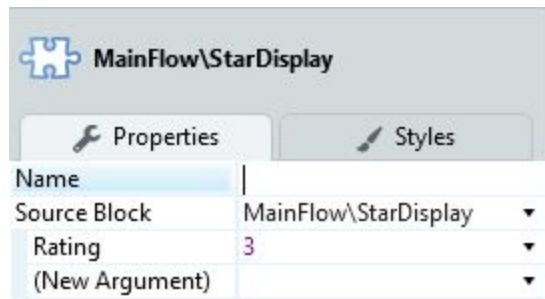 MainFlow\StarDisplay
Properties Styles
Name
Source Block MainFlow\StarDisplay
Rating 3
(New Argument)